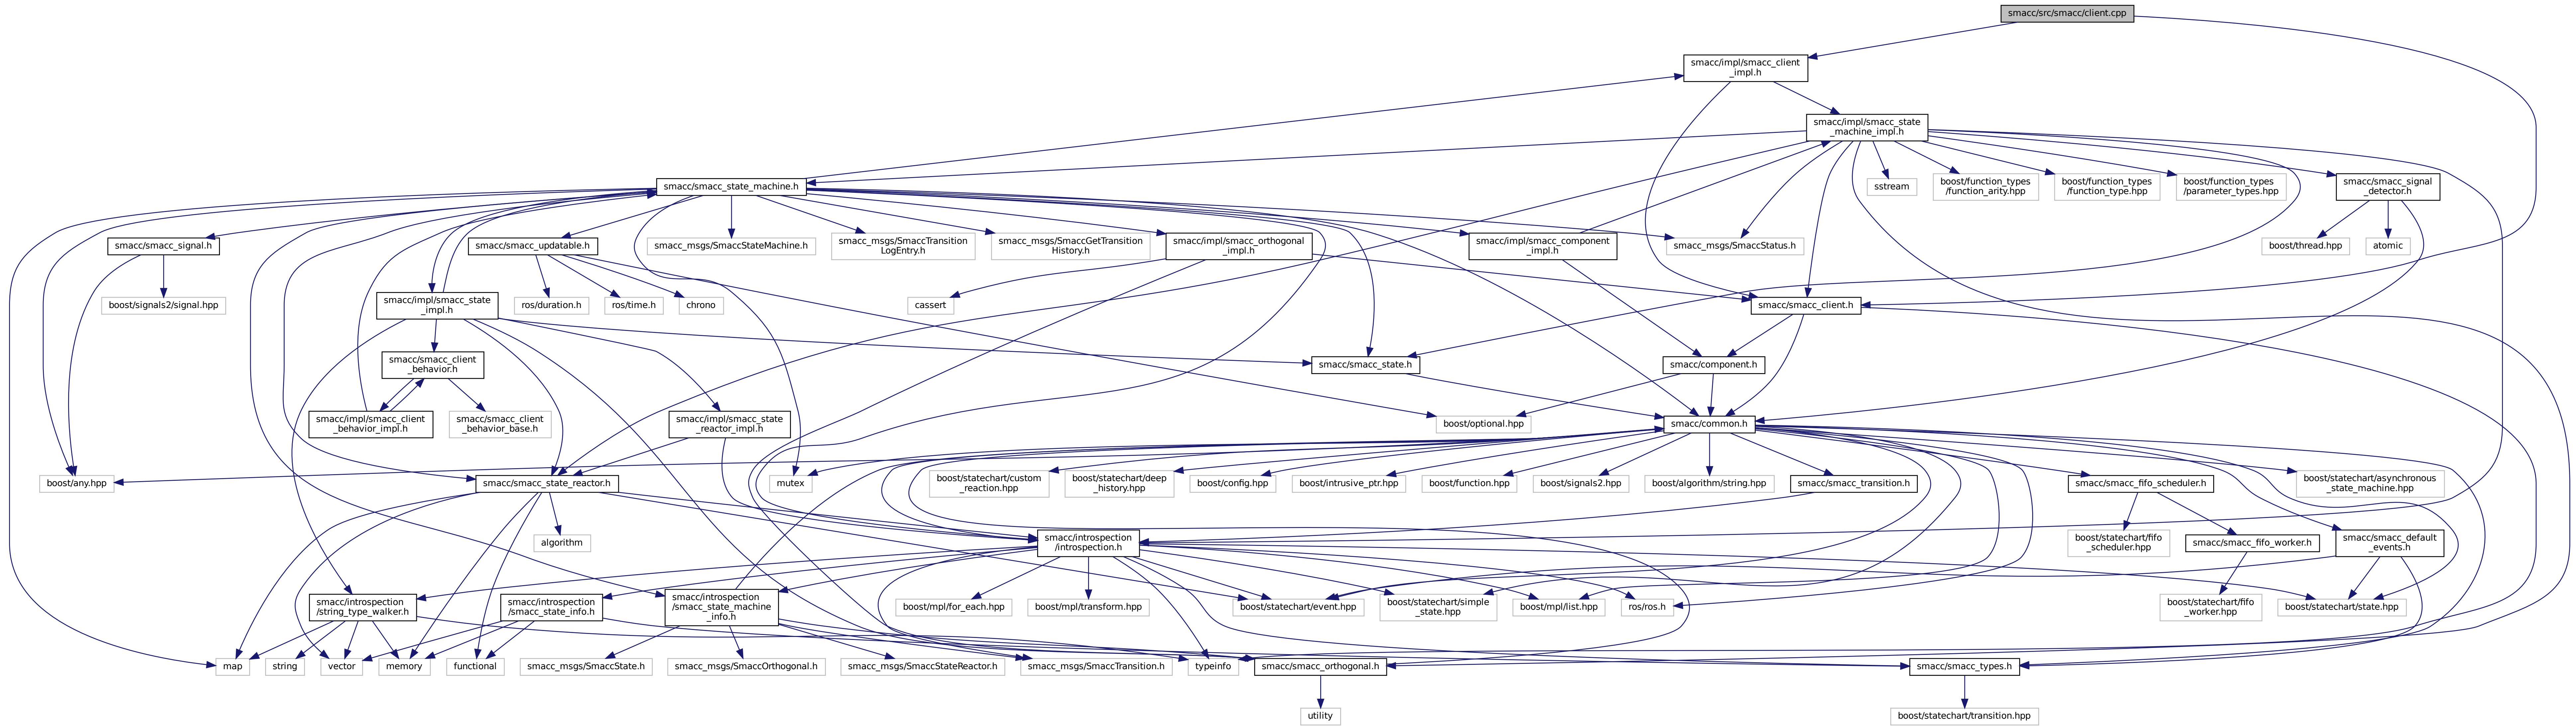 smacc/src/smacc/client.cpp
smacc/impl/smacc_client
_impl.h
smacc/impl/smacc_state
_machine_impl.h
smacc/smacc_state_machine.h
sstream
boost/function_types
/function_arity.hpp
boost/function_types
/function_type.hpp
boost/function_types
/parameter_types.hpp
smacc/smacc_signal
_detector.h
smacc/smacc_signal.h
smacc/smacc_updatable.h
smacc_msgs/SmaccStateMachine.h
smacc_msgs/SmaccTransition
LogEntry.h
smacc_msgs/SmaccGetTransition
History.h
smacc/impl/smacc_orthogonal
_impl.h
smacc/impl/smacc_component
_impl.h
smacc_msgs/SmaccStatus.h
boost/thread.hpp
atomic
boost/signals2/signal.hpp
smacc/impl/smacc_state
_impl.h
ros/duration.h
ros/time.h
chrono
cassert
smacc/smacc_client.h
smacc/smacc_client
_behavior.h
smacc/smacc_state.h
smacc/component.h
smacc/impl/smacc_client
_behavior_impl.h
smacc/smacc_client
_behavior_base.h
smacc/impl/smacc_state
_reactor_impl.h
boost/optional.hpp
smacc/common.h
boost/any.hpp
smacc/smacc_state_reactor.h
mutex
boost/statechart/custom
_reaction.hpp
boost/statechart/deep
_history.hpp
boost/config.hpp
boost/intrusive_ptr.hpp
boost/function.hpp
boost/signals2.hpp
boost/algorithm/string.hpp
smacc/smacc_transition.h
smacc/smacc_fifo_scheduler.h
boost/statechart/asynchronous
_state_machine.hpp
algorithm
smacc/introspection
/introspection.h
boost/statechart/fifo
_scheduler.hpp
smacc/smacc_fifo_worker.h
smacc/smacc_default
_events.h
smacc/introspection
/string_type_walker.h
smacc/introspection
/smacc_state_info.h
smacc/introspection
/smacc_state_machine
_info.h
boost/mpl/for_each.hpp
boost/mpl/transform.hpp
boost/statechart/event.hpp
boost/statechart/simple
_state.hpp
boost/mpl/list.hpp
ros/ros.h
boost/statechart/fifo
_worker.hpp
boost/statechart/state.hpp
map
string
vector
memory
functional
smacc_msgs/SmaccState.h
smacc_msgs/SmaccOrthogonal.h
smacc_msgs/SmaccStateReactor.h
smacc_msgs/SmaccTransition.h
typeinfo
smacc/smacc_orthogonal.h
smacc/smacc_types.h
utility
boost/statechart/transition.hpp